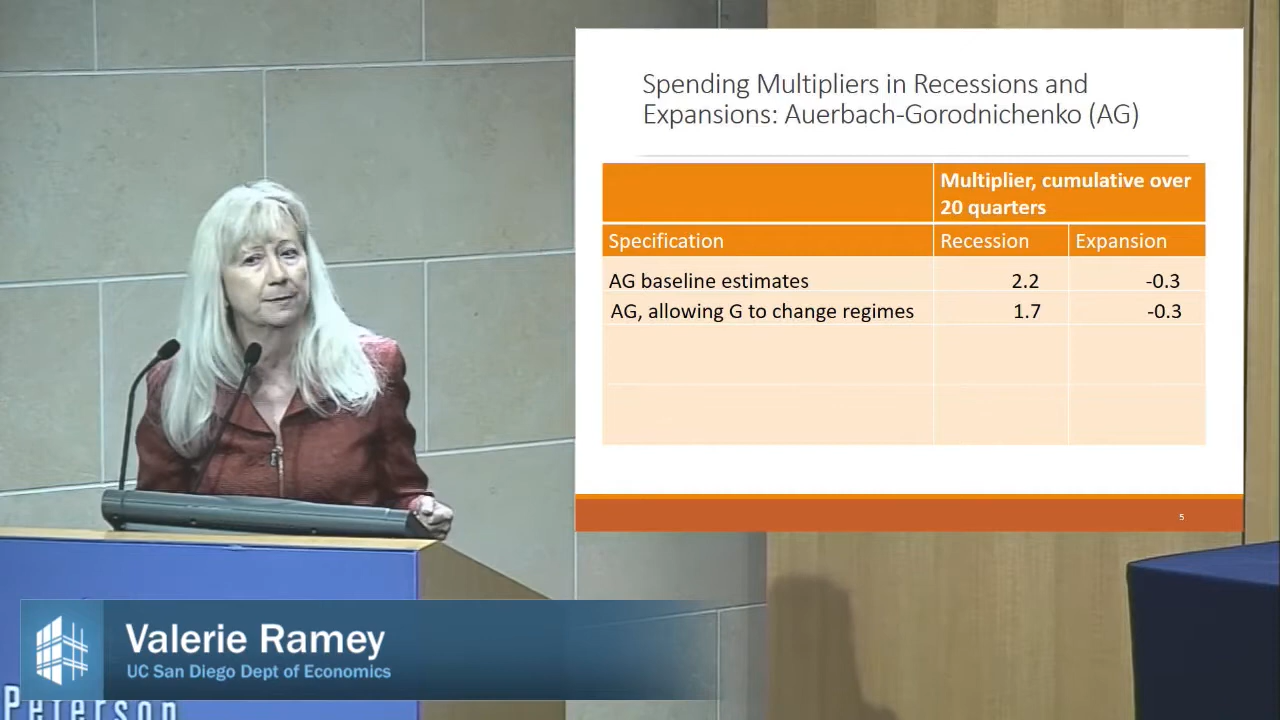 Spending Multipliers in Recessions and
Expansions: Auerbach-Gorodnichenko (AG)
Multiplier, cumulative over
20 quarters
Specification Recession Expansion
AG baseline estimates 2.2 -0.3
AG, allowing G to change regimes 1.7 -0.3
5
Valerie Ramey
UC San Diego Dept of Economics
Peterson